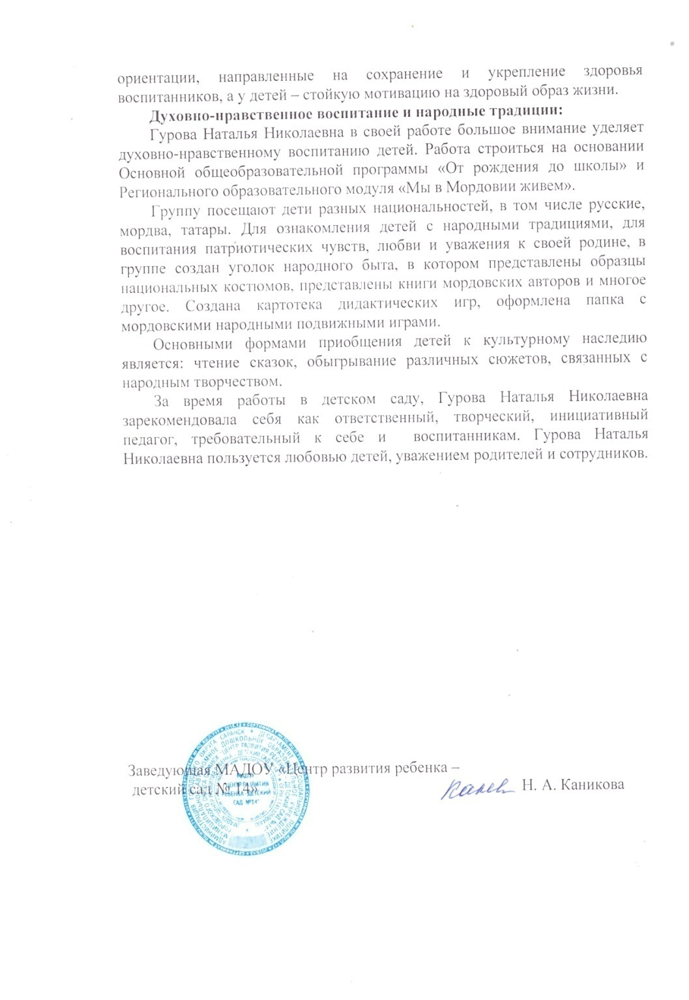 ориентации, направленные на сохранение и укрепление здоровья
воспитанников, а у детей – стойкую мотивацию на здоровый образ жизни.
Духовно-нравственное воспитание и народные традиции:
Гурова Наталья Николаевна в своей работе большое внимание уделяет
духовно-нравственному воспитанию детей. Работа строиться на основании
Основной общеобразовательной программы «От рождения до школы» и
Регионального образовательного модуля «Мы в Мордовии живем».
Группу посещают дети разных национальностей, в том числе русские,
мордва, татары. Для ознакомления детей с народными традициями, для
воспитания патриотических чувств, любви и уважения к своей родине, в
группе создан уголок народного быта, в котором представлены образцы
национальных костюмов, представлены книги мордовских авторов и многое
другое. Создана картотека дидактических игр, оформлена папка с
мордовскими народными подвижными играми.
Основными формами приобщения детей к культурному наследию
является: чтение сказок, обыгрывание различных сюжетов, связанных с
народным творчеством.
За время работы в детском саду, Гурова Наталья Николаевна
зарекомендовала себя как ответственный, творческий, инициативный
педагог, требовательный к себе и воспитанникам. Гурова Наталья
Николаевна пользуется любовью детей, уважением родителей и сотрудников.
Заведующая МАДОУ «Центр развития ребенка –
детский сад № 14»
Н. А. Каникова
МАДОУ
"ЦЕНТР РАЗВИТИЯ
РЕБЕНКА - ДЕТСКИЙ
САД №14"